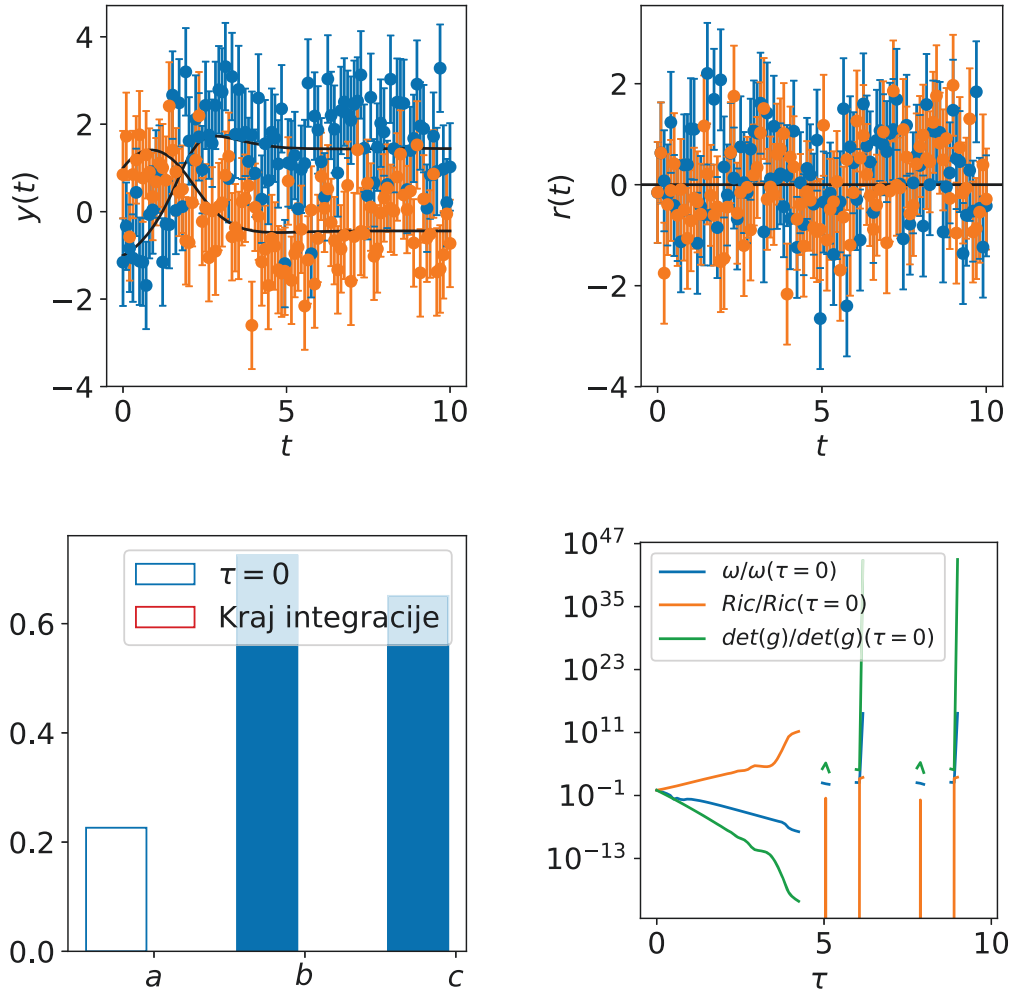 4
2
0
−2
−4
y(t)
0
5
10
t
2
0
−2
−4
r(t)
0
5
10
t
0.6
0.4
0.2
0.0
τ = 0
Kraj integracije
a
b
c
10^47
10^35
10^23
10^11
10^−1
10^−13
ω/ω(τ = 0)
Ric/Ric(τ = 0)
det(g)/det(g)(τ = 0)
0
5
10
τ